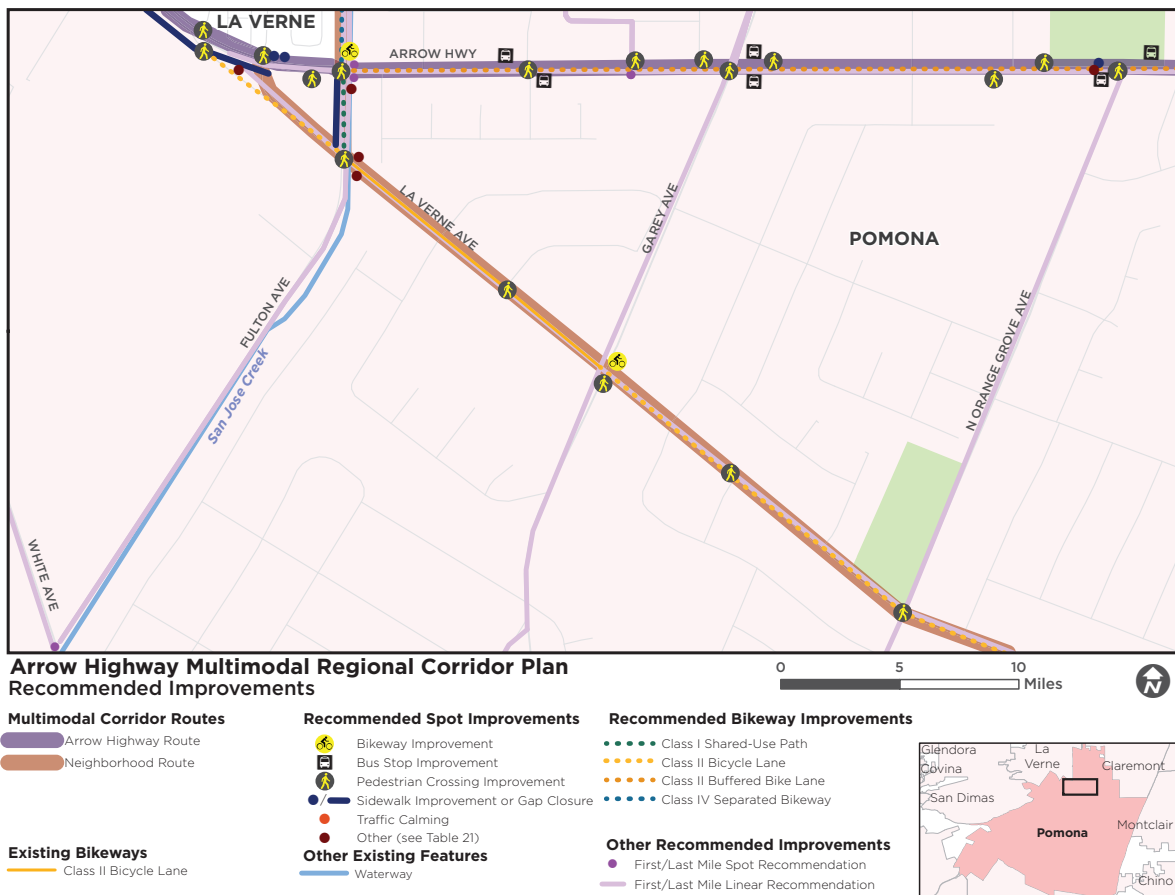 LA VERNE
ARROW HWY
LA VERNE AVE
GAREY AVE
POMONA
FULTON AVE
San Jose Creek
N ORANGE GROVE AVE
WHITE AVE
Arrow Highway Multimodal Regional Corridor Plan
Recommended Improvements
0 5 10
Miles
N
Multimodal Corridor Routes
Arrow Highway Route
Neighborhood Route
Existing Bikeways
Class II Bicycle Lane
Recommended Spot Improvements
Bikeway Improvement
Bus Stop Improvement
Pedestrian Crossing Improvement
/ Sidewalk Improvement or Gap Closure
Traffic Calming
Other (see Table 21)
Other Existing Features
Waterway
Recommended Bikeway Improvements
Class I Shared-Use Path
Class II Bicycle Lane
Class II Buffered Bike Lane
Class IV Separated Bikeway
Other Recommended Improvements
First/Last Mile Spot Recommendation
First/Last Mile Linear Recommendation
Glendora
La
Verne
Claremont
Covina
San Dimas
Pomona
Montclair
Chino